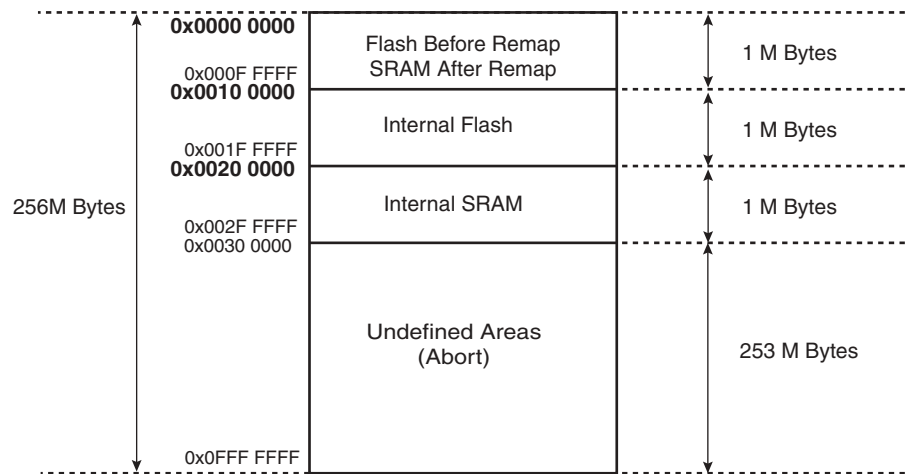 0x0000 0000
Flash Before Remap
SRAM After Remap
1 M Bytes
0x000F FFFF
0x0010 0000
Internal Flash
1 M Bytes
0x001F FFFF
0x0020 0000
256M Bytes
Internal SRAM
1 M Bytes
0x002F FFFF
0x0030 0000
Undefined Areas
(Abort)
253 M Bytes
0x0FFF FFFF